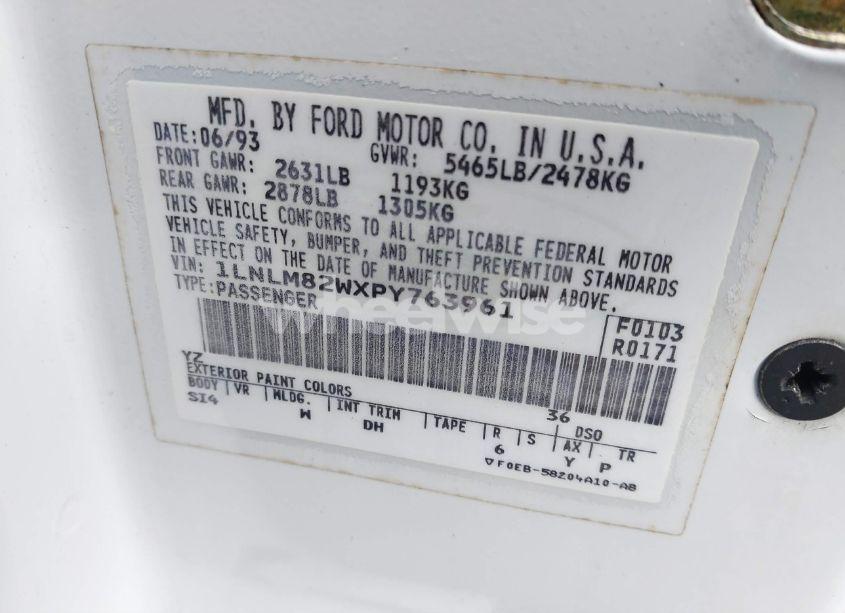 MFD. BY FORD MOTOR CO. IN U.S.A.
DATE: 06/93 GVWR: 5465LB/2478KG
FRONT GAWR: 2631LB 1193KG
REAR GAWR: 2878LB 1305KG
THIS VEHICLE CONFORMS TO ALL APPLICABLE FEDERAL MOTOR
VEHICLE SAFETY, BUMPER, AND THEFT PREVENTION STANDARDS
IN EFFECT ON THE DATE OF MANUFACTURE SHOWN ABOVE.
VIN: 1LNLM82WXPY763961
TYPE: PASSENGER
F0103
R0171
wheelwise
YZ
EXTERIOR PAINT COLORS 36 DSO
BODY VR MLDG. INT TRIM TAPE R S AX TR
SI4 W DH 6 Y P
▽F0EB-58204A10-AB